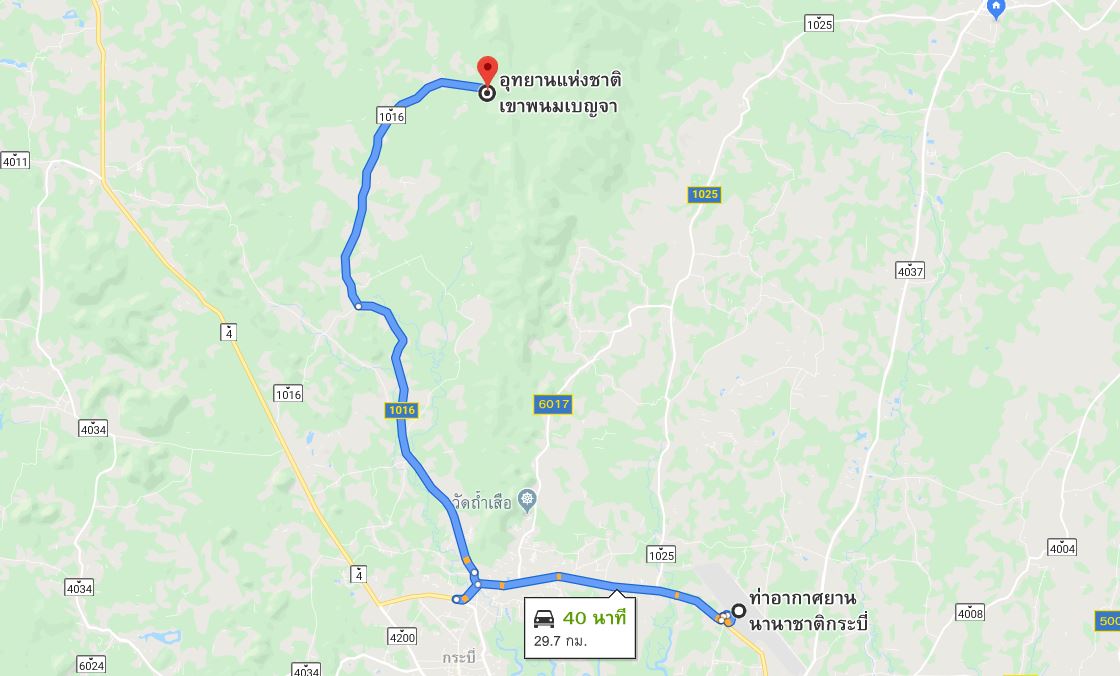 1025
อุทยานแห่งชาติ
เขาพนมเบญจา
1016
4011
1025
4037
4
1016
1016
6017
4034
วัดถ้ำเสือ
1025
4004
4
4034
ท่าอากาศยาน
นานาชาติกระบี่
40 นาที
29.7 กม.
4008
500
4200
กระบี่
6024
4034